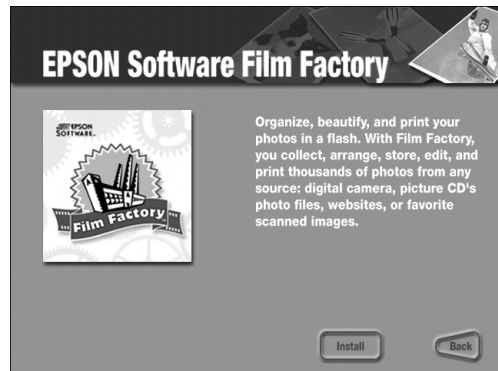 EPSON Software Film Factory
EPSON
SOFTWARE.
Film Factory
Organize, beautify, and print your
photos in a flash. With Film Factory,
you collect, arrange, store, edit, and
print thousands of photos from any
source: digital camera, picture CD's
photo files, websites, or favorite
scanned images.
Install
Back